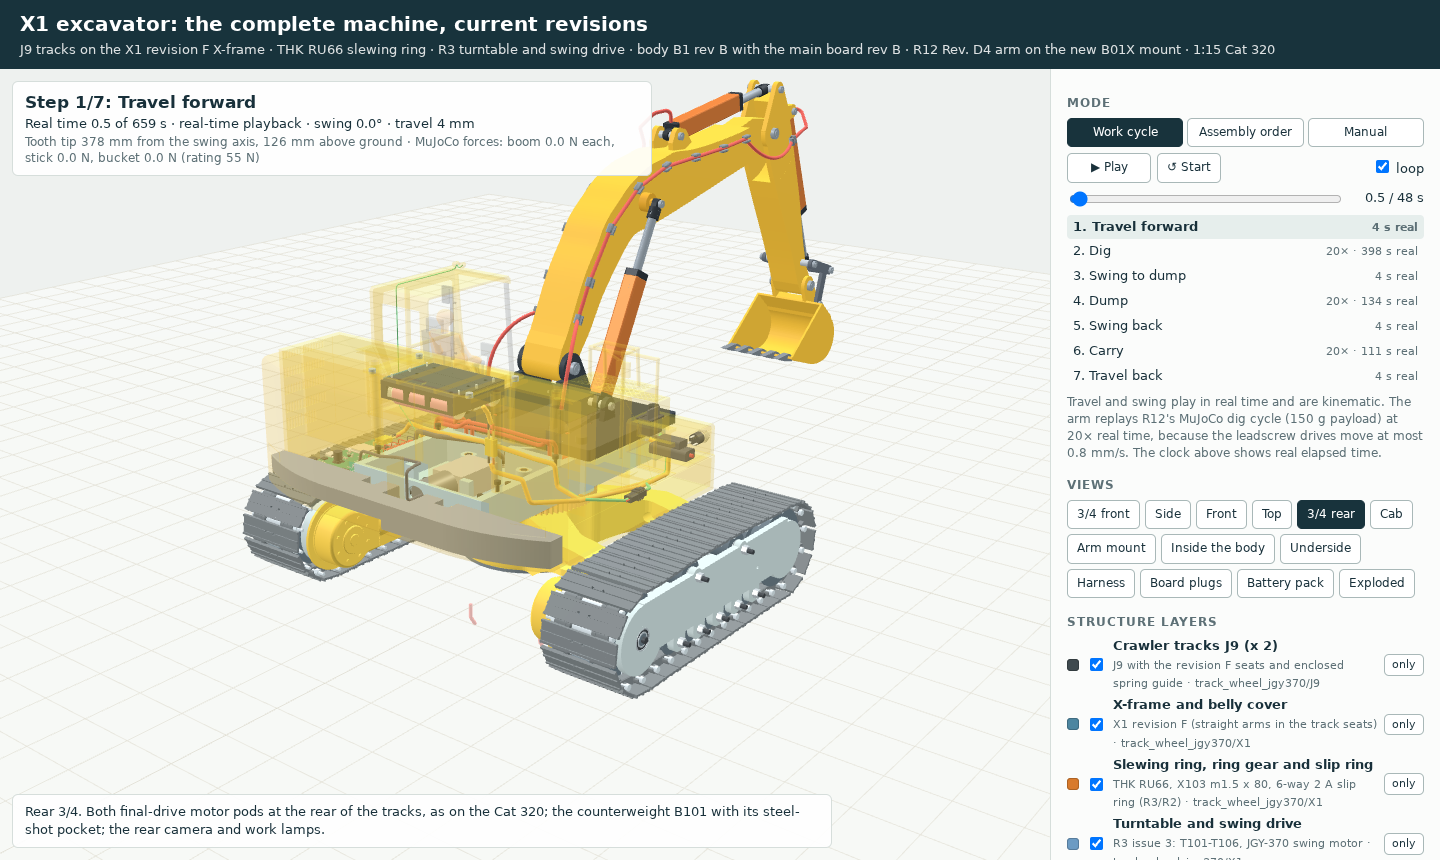 X1 excavator: the complete machine, current revisions
J9 tracks on the X1 revision F X-frame · THK RU66 slewing ring · R3 turntable and swing drive · body B1 rev B with the main board rev B · R12 Rev. D4 arm on the new B01X mount · 1:15 Cat 320
Step 1/7: Travel forward
Real time 0.5 of 659 s · real-time playback · swing 0.0° · travel 4 mm
Tooth tip 378 mm from the swing axis, 126 mm above ground · MuJoCo forces: boom 0.0 N each,
stick 0.0 N, bucket 0.0 N (rating 55 N)
Rear 3/4. Both final-drive motor pods at the rear of the tracks, as on the Cat 320; the counterweight B101 with its steel-
shot pocket; the rear camera and work lamps.
MODE
Work cycle
Assembly order
Manual
▶ Play
↺ Start
loop
0.5 / 48 s
1. Travel forward 4 s real
2. Dig 20× · 398 s real
3. Swing to dump 4 s real
4. Dump 20× · 134 s real
5. Swing back 4 s real
6. Carry 20× · 111 s real
7. Travel back 4 s real
Travel and swing play in real time and are kinematic. The
arm replays R12's MuJoCo dig cycle (150 g payload) at
20× real time, because the leadscrew drives move at most
0.8 mm/s. The clock above shows real elapsed time.
VIEWS
3/4 front
Side
Front
Top
3/4 rear
Cab
Arm mount
Inside the body
Underside
Harness
Board plugs
Battery pack
Exploded
STRUCTURE LAYERS
Crawler tracks J9 (x 2)
J9 with the revision F seats and enclosed
spring guide · track_wheel_jgy370/J9
only
X-frame and belly cover
X1 revision F (straight arms in the track seats)
· track_wheel_jgy370/X1
only
Slewing ring, ring gear and slip ring
THK RU66, X103 m1.5 x 80, 6-way 2 A slip
ring (R3/R2) · track_wheel_jgy370/X1
only
Turntable and swing drive
R3 issue 3: T101-T106, JGY-370 swing motor ·
only